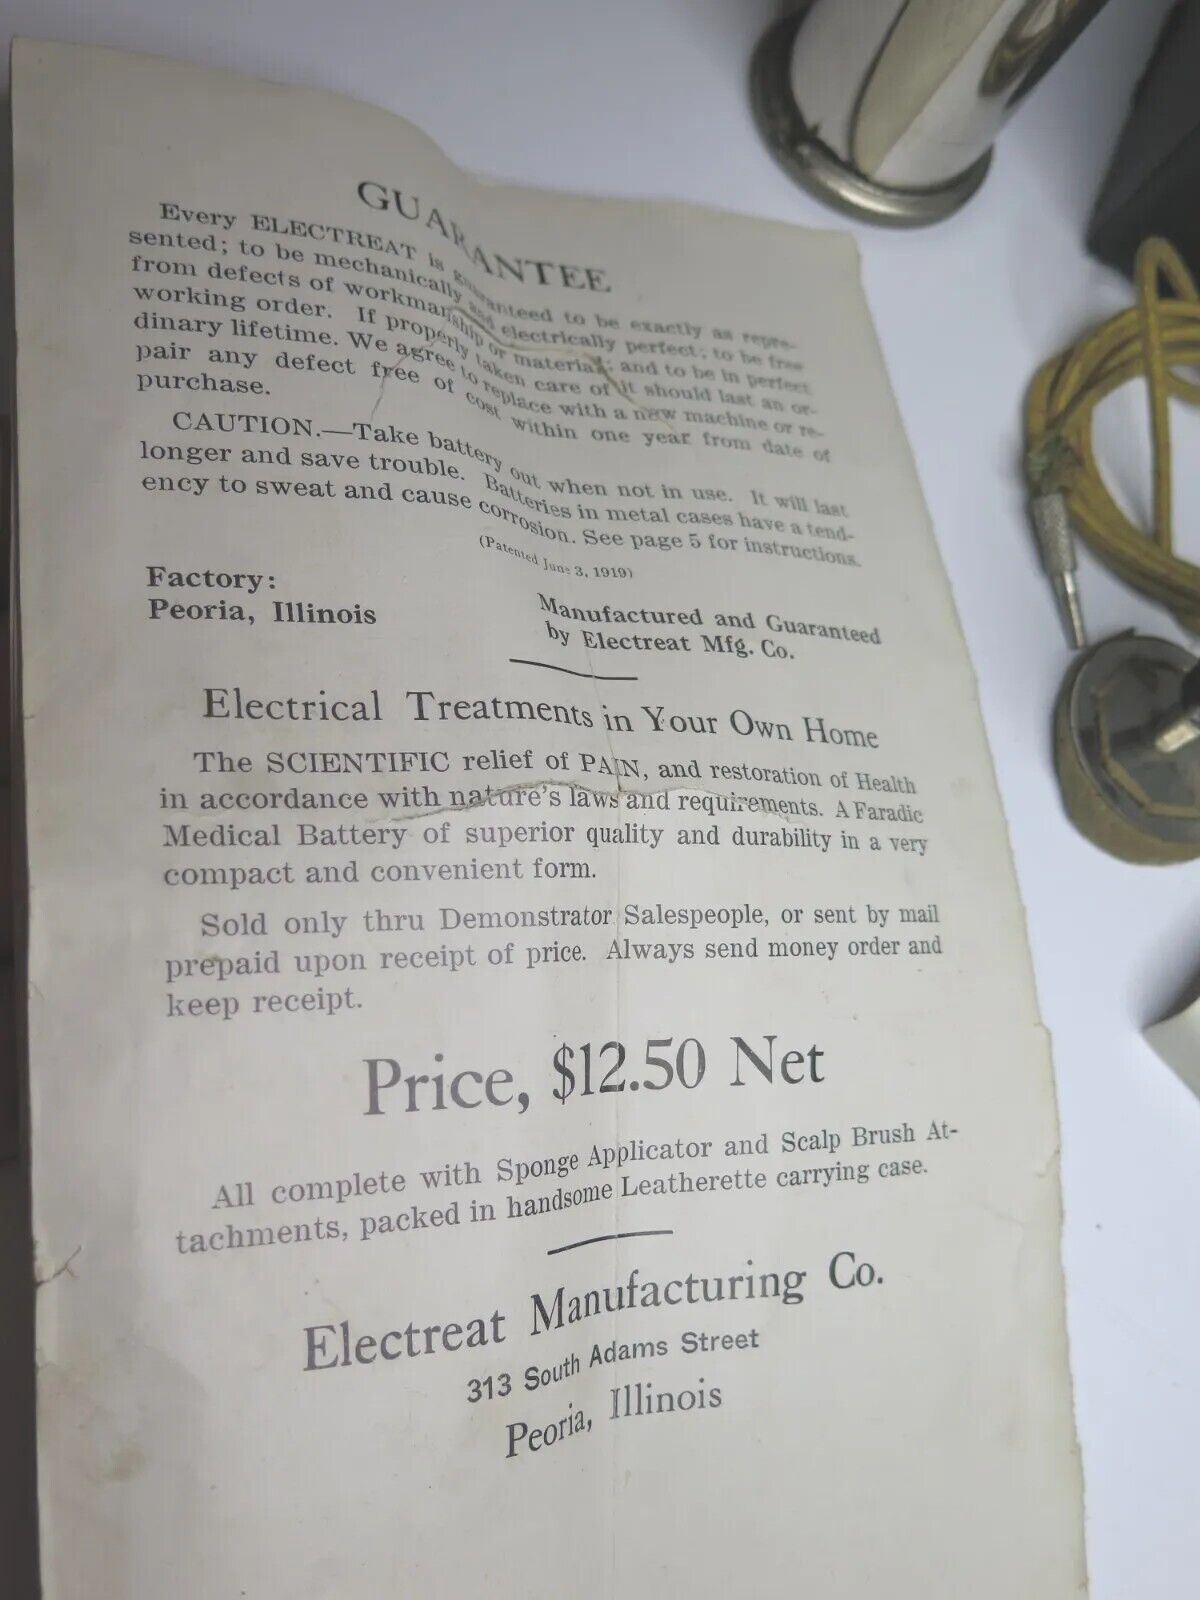 GUARANTEE
Every ELECTREAT is guaranteed to be exactly as repre-
sented; to be mechanically and electrically perfect; to be free
from defects of workmanship or material; and to be in perfect
working order. If properly taken care of it should last an or-
dinary lifetime. We agree to replace with a new machine or re-
pair any defect free of cost within one year from date of
purchase.
CAUTION.—Take battery out when not in use. It will last
longer and save trouble. Batteries in metal cases have a tend-
ency to sweat and cause corrosion. See page 5 for instructions.
(Patented June 3, 1919)
Factory:
Peoria, Illinois
Manufactured and Guaranteed
by Electreat Mfg. Co.
Electrical Treatments in Your Own Home
The SCIENTIFIC relief of PAIN, and restoration of Health
in accordance with nature's laws and requirements. A Faradic
Medical Battery of superior quality and durability in a very
compact and convenient form.
Sold only thru Demonstrator Salespeople, or sent by mail
prepaid upon receipt of price. Always send money order and
keep receipt.
Price, $12.50 Net
All complete with Sponge Applicator and Scalp Brush At-
tachments, packed in handsome Leatherette carrying case.
Electreat Manufacturing Co.
313 South Adams Street
Peoria, Illinois